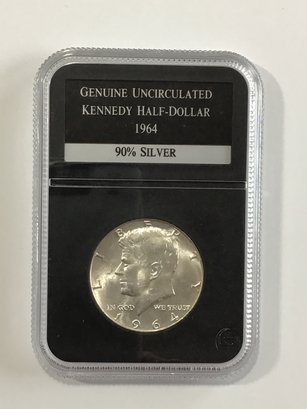 GENUINE UNCIRCULATED
KENNEDY HALF-DOLLAR
1964
90% SILVER
LIBERTY
IN GOD WE TRUST
1964